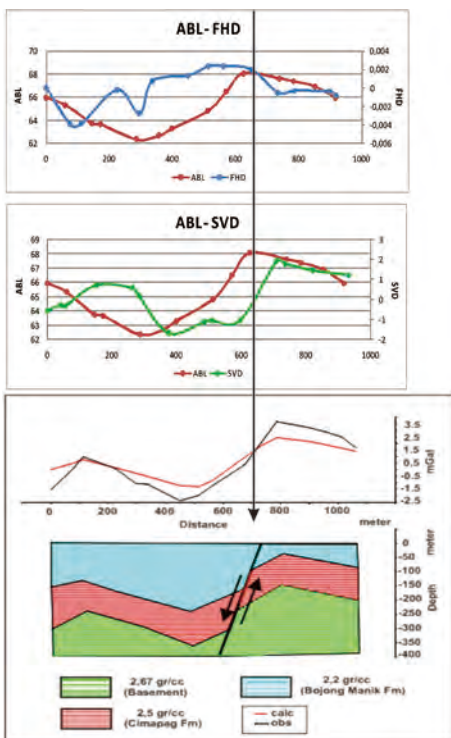 ABL- FHD
70
68
66
64
62
ABL
0,004
0,002
0
-0,002
-0,004
-0,006
FHD
0 200 400 600 800 1000
ABL FHD
ABL-SVD
69
68
67
66
65
64
63
62
ABL
3
2
1
0
-1
-2
SVD
0 200 400 600 800 1000
ABL SVD
3.5
2.5
0.5
-1.5
-2.5
mGal
0 200 400 600 800 1000
Distance meter
0
-50
-100
-150
-200
-250
-300
-350
-400
meter
Depth
2,67 gr/cc
(Basement)
2,2 gr/cc
(Bojong Manik Fm)
2,5 gr/cc
(Cimapag Fm)
calc
obs